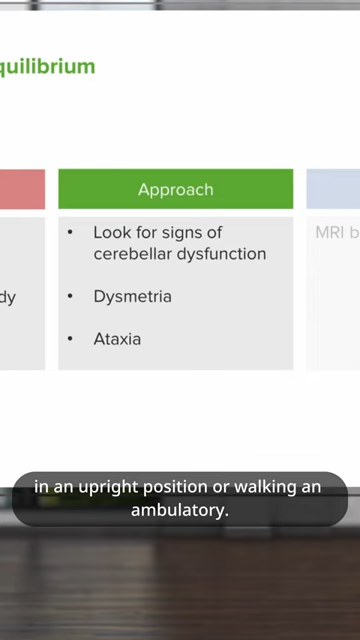 quilibrium
Approach
• Look for signs of
cerebellar dysfunction
dy
• Dysmetria
• Ataxia
MRI b
in an upright position or walking an
ambulatory.